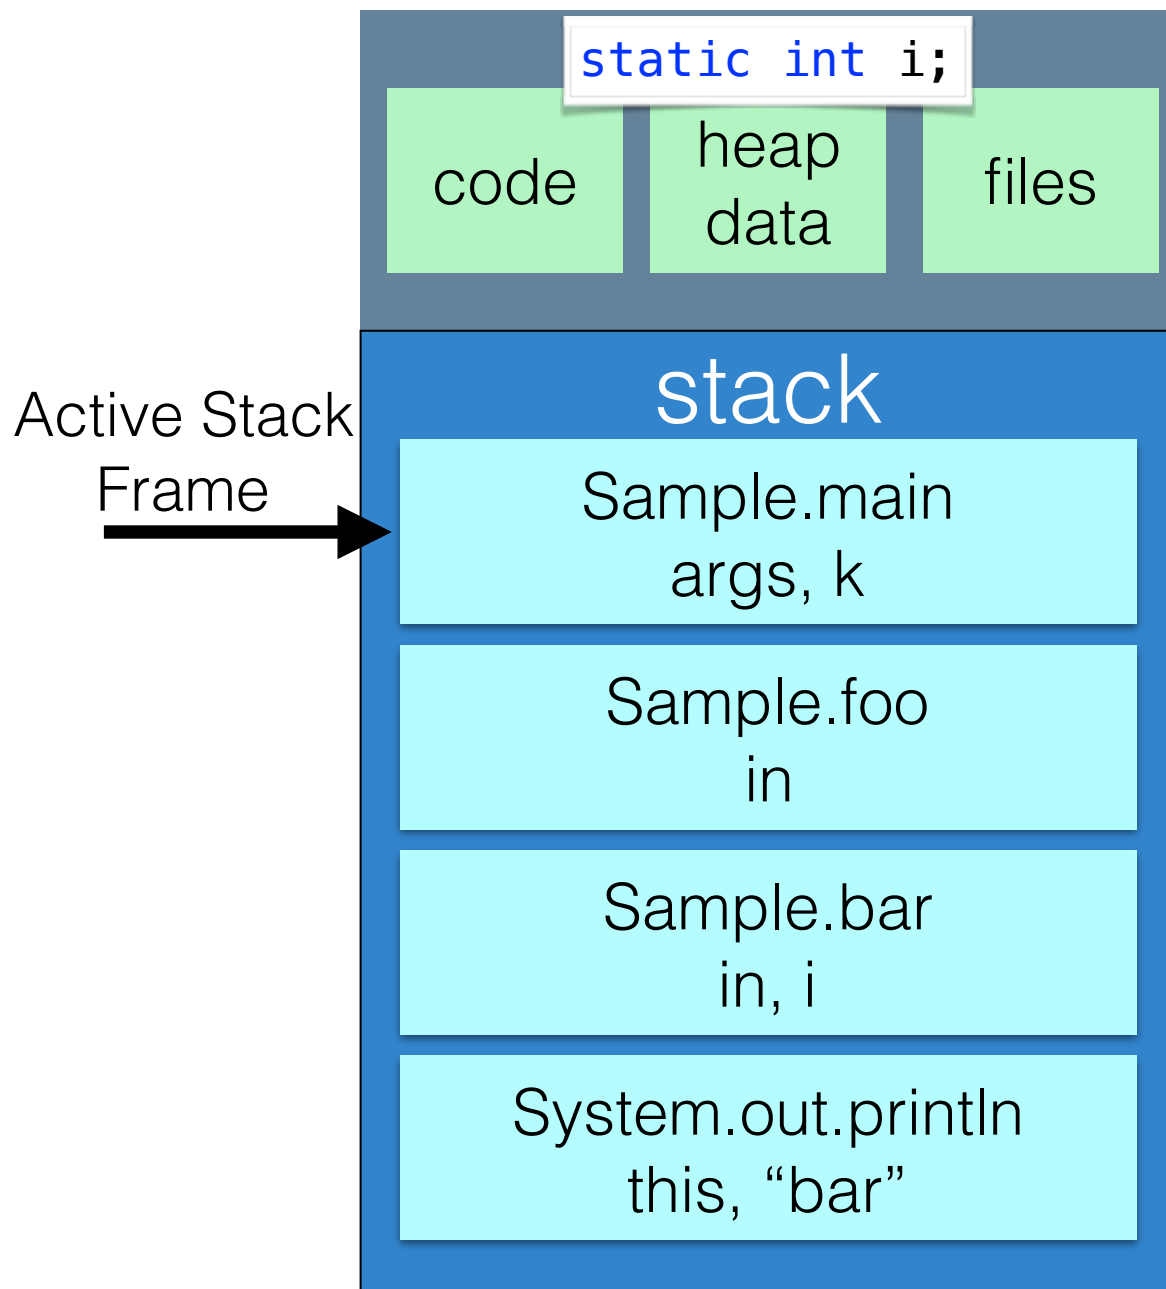 static int i;
code
heap
data
files
stack
Active Stack
Frame
Sample.main
args, k
Sample.foo
in
Sample.bar
in, i
System.out.println
this, “bar”